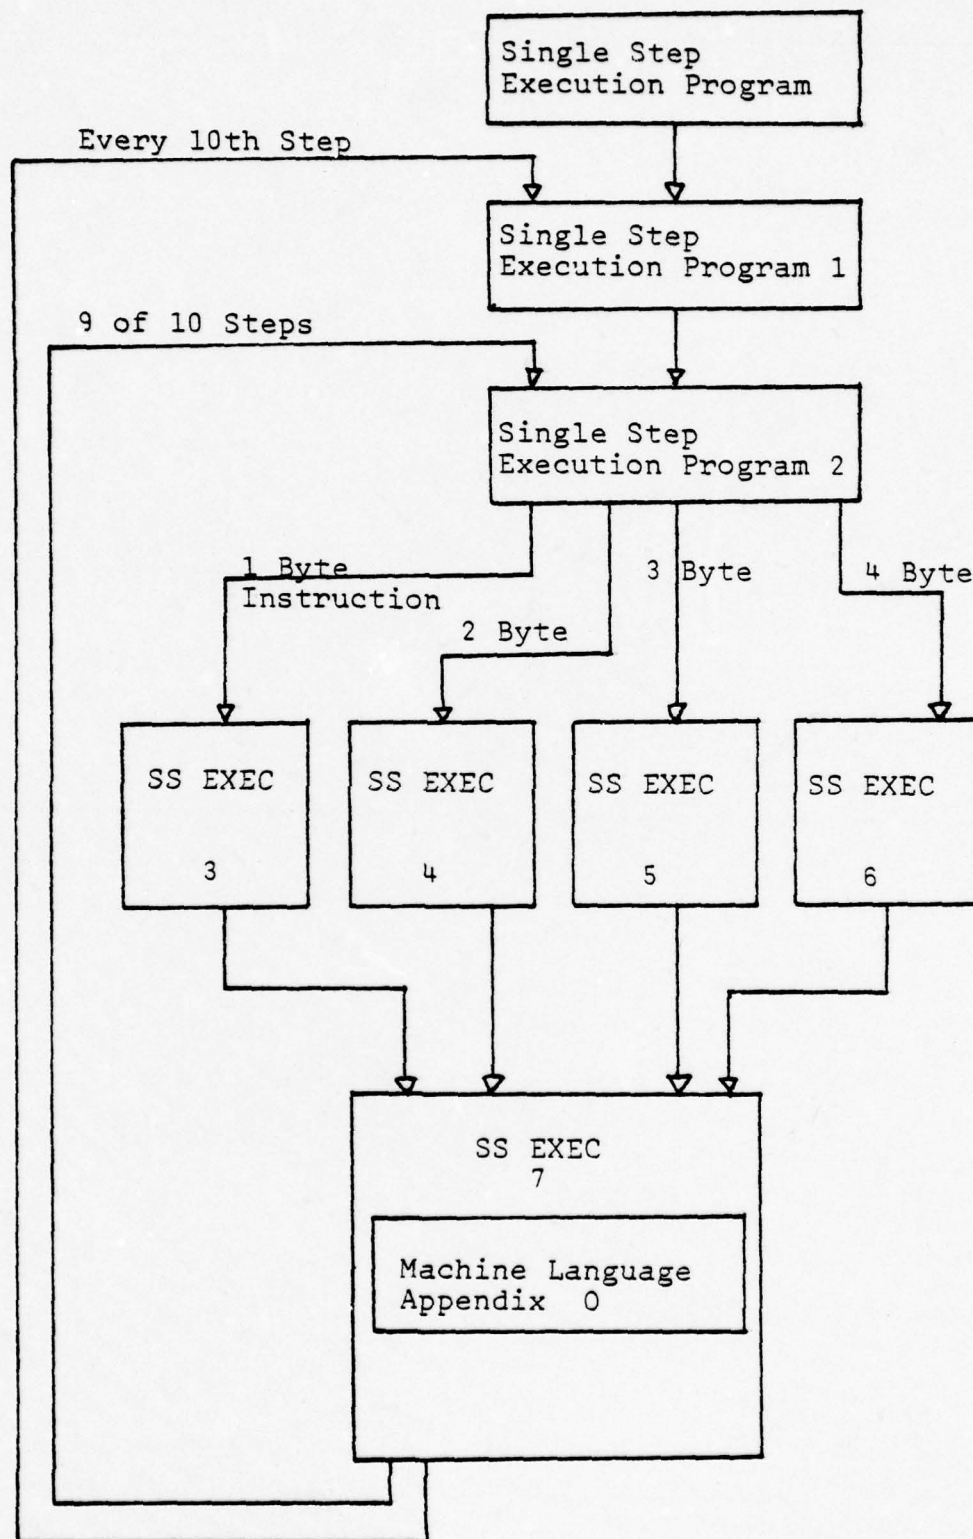 Single Step
Execution Program
Every 10th Step
Single Step
Execution Program 1
9 of 10 Steps
Single Step
Execution Program 2
1 Byte
Instruction
2 Byte
3 Byte
4 Byte
SS EXEC
3
SS EXEC
4
SS EXEC
5
SS EXEC
6
SS EXEC
7
Machine Language
Appendix O